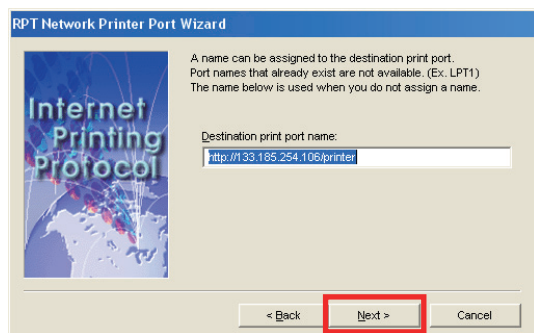 RPT Network Printer Port Wizard
A name can be assigned to the destination print port.
Port names that already exist are not available. (Ex. LPT1)
The name below is used when you do not assign a name.
Internet
Printing
Protocol
Destination print port name:
http://133.185.254.106/printer
< Back Next > Cancel